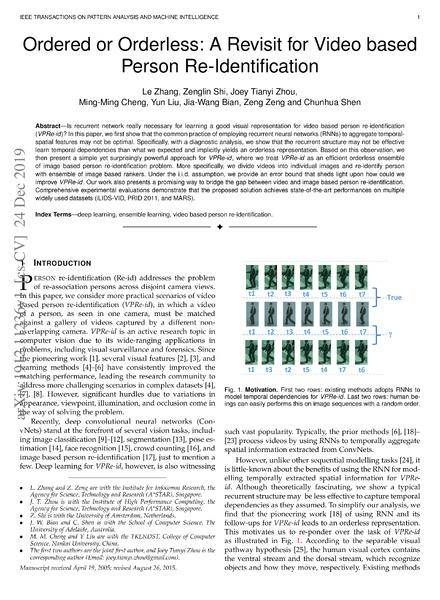 IEEE TRANSACTIONS ON PATTERN ANALYSIS AND MACHINE INTELLIGENCE
1
Ordered or Orderless: A Revisit for Video based
Person Re-Identification
Le Zhang, Zenglin Shi, Joey Tianyi Zhou,
Ming-Ming Cheng, Yun Liu, Jia-Wang Bian, Zeng Zeng and Chunhua Shen
Abstract—Is recurrent network really necessary for learning a good visual representation for video based person re-identification
(VPRe-id)? In this paper, we first show that the common practice of employing recurrent neural networks (RNNs) to aggregate temporal-
spatial features may not be optimal. Specifically, with a diagnostic analysis, we show that the recurrent structure may not be effective
learn temporal dependencies than what we expected and implicitly yields an orderless representation. Based on this observation, we
then present a simple yet surprisingly powerful approach for VPRe-id, where we treat VPRe-id as an efficient orderless ensemble
of image based person re-identification problem. More specifically, we divide videos into individual images and re-identify person
with ensemble of image based rankers. Under the i.i.d. assumption, we provide an error bound that sheds light upon how could we
improve VPRe-id. Our work also presents a promising way to bridge the gap between video and image based person re-identification.
Comprehensive experimental evaluations demonstrate that the proposed solution achieves state-of-the-art performances on multiple
widely used datasets (iLIDS-VID, PRID 2011, and MARS).
Index Terms—deep learning, ensemble learning, video based person re-identification.
INTRODUCTION
PERSON re-identification (Re-id) addresses the problem
of re-association persons across disjoint camera views.
In this paper, we consider more practical scenarios of video
based person re-identification (VPRe-id), in which a video
of a person, as seen in one camera, must be matched
against a gallery of videos captured by a different non-
overlapping camera. VPRe-id is an active research topic in
computer vision due to its wide-ranging applications in
problems, including visual surveillance and forensics. Since
the pioneering work [1], several visual features [2], [3], and
learning methods [4]–[6] have consistently improved the
matching performance, leading the research community to
address more challenging scenarios in complex datasets [4],
[7], [8]. However, significant hurdles due to variations in
appearance, viewpoint, illumination, and occlusion come in
the way of solving the problem.
Recently, deep convolutional neural networks (Con-
vNets) stand at the forefront of several vision tasks, includ-
ing image classification [9]–[12], segmentation [13], pose es-
timation [14], face recognition [15], crowd counting [16], and
image based person re-identification [17], just to mention a
few. Deep learning for VPRe-id, however, is also witnessing
• L. Zhang and Z. Zeng are with the Institute for Infocomm Research, the
Agency for Science, Technology and Research (A*STAR), Singapore.
• J. T. Zhou is with the Institute of High Performance Computing, the
Agency for Science, Technology and Research (A*STAR), Singapore.
• Z. Shi is with the University of Amsterdam, Netherlands.
• J. W. Bian and C. Shen is with the School of Computer Science, The
University of Adelaide, Australia.
• M. M. Cheng and Y Liu are with the TKLNDST, College of Computer
Science, Nankai University, China.
• The first two authors are the joint first author, and Joey Tianyi Zhou is the
corresponding author (Email: joey.tianyi.zhou@gmail.com).
Manuscript received April 19, 2005; revised August 26, 2015.
t1 t2 t3 t4 t5 t6 t7
True
t1 t2 t3 t4 t5 t6 t7
?
Fig. 1. Motivation. First two rows: existing methods adopts RNNs to
model temporal dependencies for VPRe-id. Last two rows: human be-
ings can easily performe this on image sequences with a random order.
such vast popularity. Typically, the prior methods [6], [18]–
[23] process videos by using RNNs to temporally aggregate
spatial information extracted from ConvNets.
However, unlike other sequential modelling tasks [24], it
is little-known about the benefits of using the RNN for mod-
elling temporally extracted spatial information for VPRe-
id. Although theoretically fascinating, we show a typical
recurrent structure may be less effective to capture temporal
dependencies as they assumed. To simplify our analysis, we
find that the pioneering work [18] of using RNN and its
follow-ups for VPRe-id leads to an orderless representation.
This motivates us to re-ponder over the task of VPRe-id
as illustrated in Fig. 1. According to the separable visual
pathway hypothesis [25], the human visual cortex contains
the ventral stream and the dorsal stream, which recognize
objects and how they move, respectively. Existing methods
24 Dec 2019